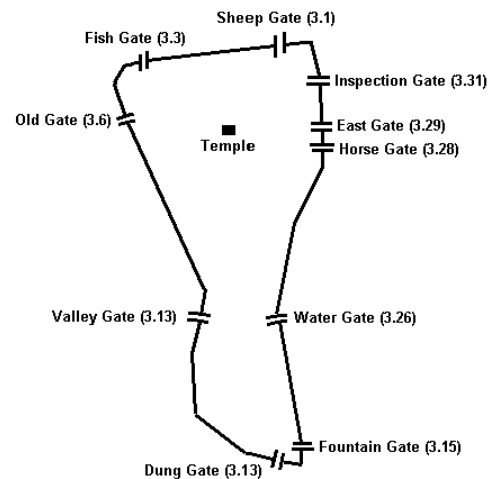 Sheep Gate (3.1)
Fish Gate (3.3)
Inspection Gate (3.31)
Old Gate (3.6)
East Gate (3.29)
Temple
Horse Gate (3.28)
Valley Gate (3.13)
Water Gate (3.26)
Fountain Gate (3.15)
Dung Gate (3.13)